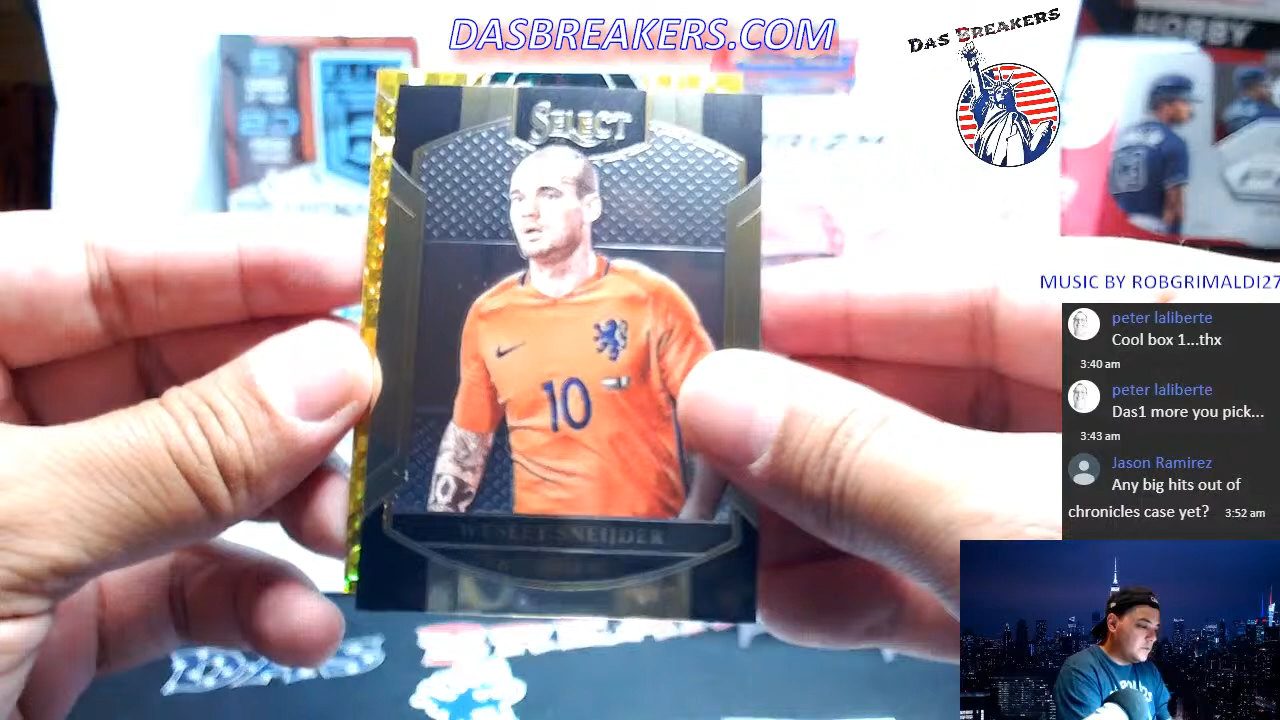 DASBREAKERS.COM
DAS BREAKERS
HOBBY
SELECT
10
WESLEY SNEIJDER
MUSIC BY ROBGRIMALDI27
peter laliberte
Cool box 1...thx
3:40 am
peter laliberte
Das1 more you pick...
3:43 am
Jason Ramirez
Any big hits out of
chronicles case yet? 3:52 am